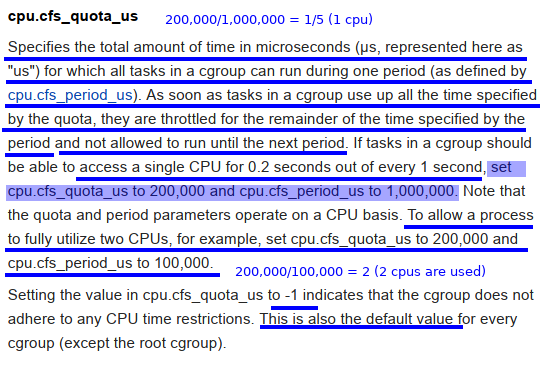 cpu.cfs_quota_us 200,000/1,000,000 = 1/5 (1 cpu)
Specifies the total amount of time in microseconds (µs, represented here as
"us") for which all tasks in a cgroup can run during one period (as defined by
cpu.cfs_period_us). As soon as tasks in a cgroup use up all the time specified
by the quota, they are throttled for the remainder of the time specified by the
period and not allowed to run until the next period. If tasks in a cgroup should
be able to access a single CPU for 0.2 seconds out of every 1 second, set
cpu.cfs_quota_us to 200,000 and cpu.cfs_period_us to 1,000,000. Note that
the quota and period parameters operate on a CPU basis. To allow a process
to fully utilize two CPUs, for example, set cpu.cfs_quota_us to 200,000 and
cpu.cfs_period_us to 100,000.
200,000/100,000 = 2 (2 cpus are used)
Setting the value in cpu.cfs_quota_us to -1 indicates that the cgroup does not
adhere to any CPU time restrictions. This is also the default value for every
cgroup (except the root cgroup).